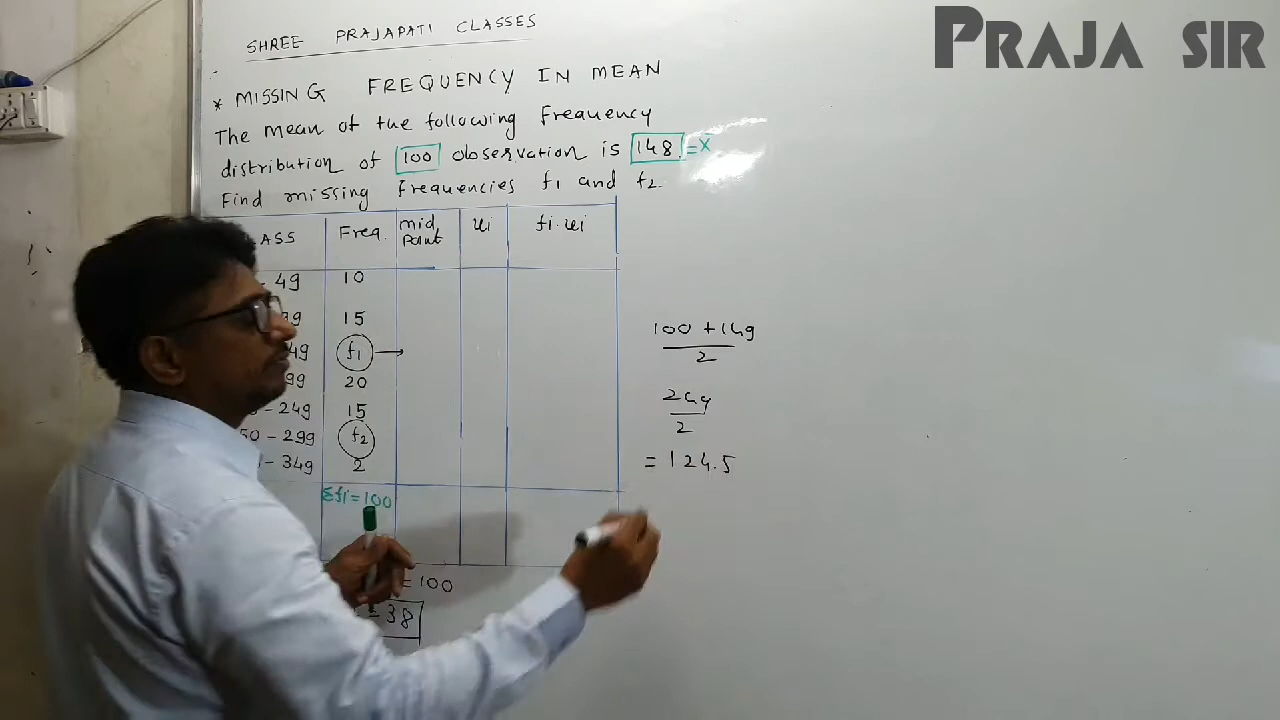 PRAJA SIR
SHREE PRAJAPATI CLASSES
* MISSING FREQUENCY IN MEAN
The mean of the following Frequency
distribution of 100 observation is 148. = X̄
Find missing frequencies f1 and f2.
ASS Freq. mid Point ui fi.ui
- 49 10
99 15
49 f1 →
99 20
- 249 15
50 - 299 f2
- 349 2
Σfi = 100
= 100
= 38
100 + 149
2
249
2
= 124.5